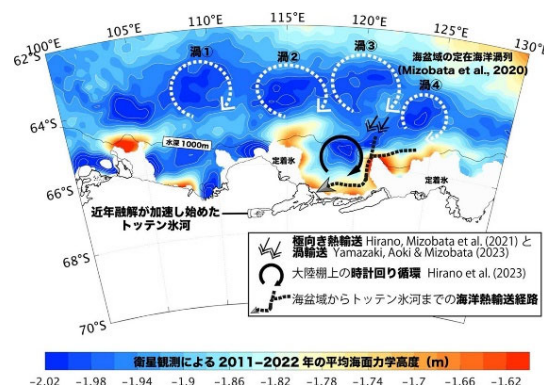 100°E
105°E
110°E
115°E
120°E
125°E
130°E
62°S
64°S
66°S
68°S
70°S
渦①
渦②
渦③
渦④
海盆域の定在海洋渦列
(Mizobata et al., 2020)
水深1000m
定着氷
定着氷
近年融解が加速し始めた
トッテン氷河
極向き熱輸送 Hirano, Mizobata et al. (2021) と
渦輸送 Yamazaki, Aoki & Mizobata (2023)
大陸棚上の時計回り循環 Hirano et al. (2023)
海盆域からトッテン氷河までの海洋熱輸送経路
衛星観測による 2011−2022 年の平均海面力学高度（m）
−2.02 −1.98 −1.94 −1.9 −1.86 −1.82 −1.78 −1.74 −1.7 −1.66 −1.62